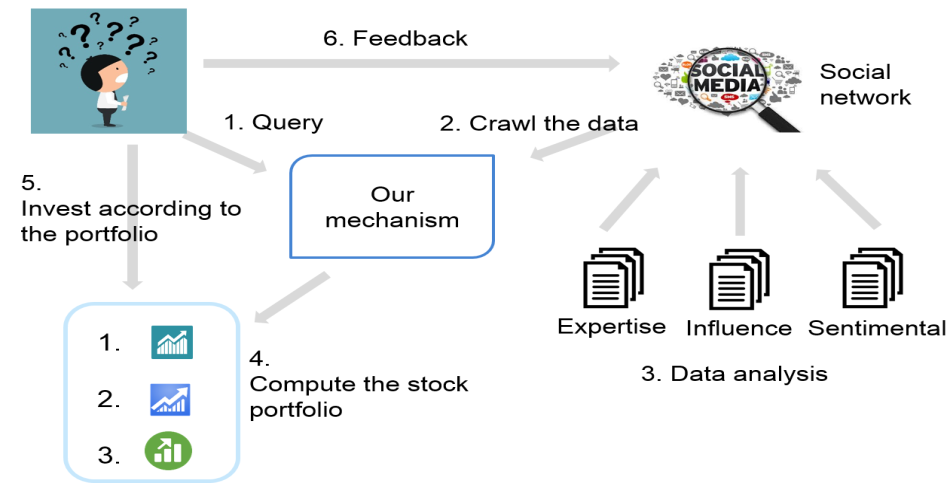 6. Feedback
SOCIAL
MEDIA
Social
network
1. Query
2. Crawl the data
5.
Invest according to
the portfolio
Our
mechanism
Expertise
Influence
Sentimental
3. Data analysis
1.
2.
3.
4.
Compute the stock
portfolio